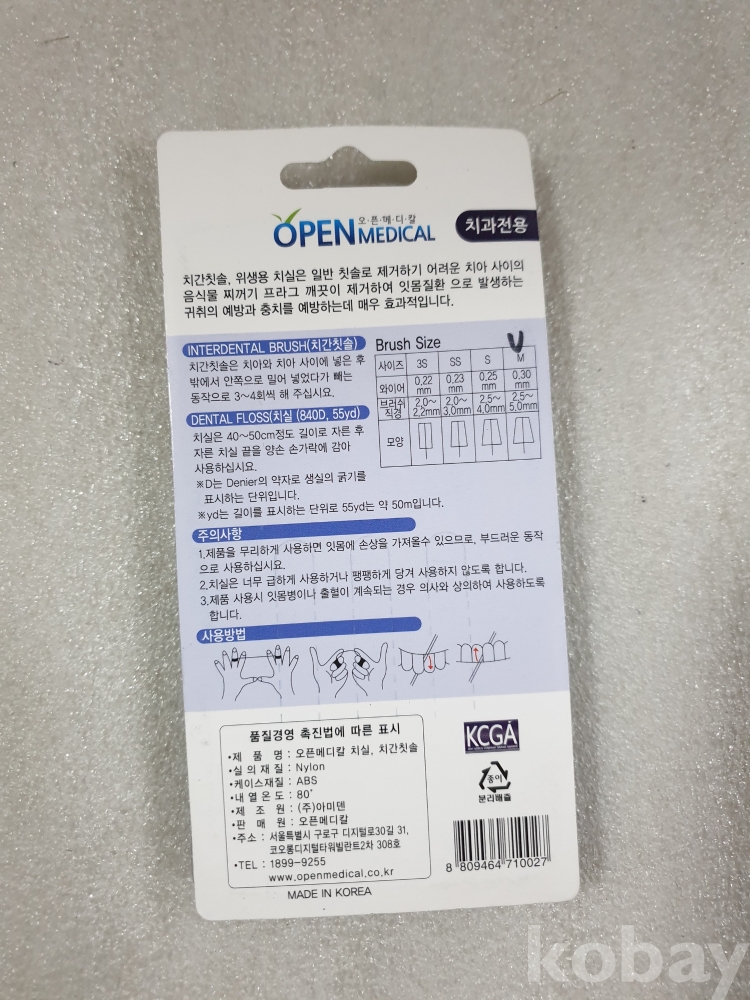 오·픈·메·디·칼
OPEN MEDICAL
치과전용
치간칫솔, 위생용 치실은 일반 칫솔로 제거하기 어려운 치아 사이의
음식물 찌꺼기 프라그 깨끗이 제거하여 잇몸질환 으로 발생하는
귀취의 예방과 충치를 예방하는데 매우 효과적입니다.
INTERDENTAL BRUSH(치간칫솔)
치간칫솔은 치아와 치아 사이에 넣은 후
밖에서 안쪽으로 밀어 넣었다가 빼는
동작으로 3~4회씩 해 주십시요.
DENTAL FLOSS(치실 (840D, 55yd)
치실은 40~50cm정도 길이로 자른 후
자른 치실 끝을 양손 손가락에 감아
사용하십시요.
※D는 Denier의 약자로 생실의 굵기를
표시하는 단위입니다.
※yd는 길이를 표시하는 단위로 55yd는 약 50m입니다.
Brush Size
V
사이즈 3S SS S M
와이어 0.22 mm 0.23 mm 0.25 mm 0.30 mm
브러쉬 직경 2.0~ 2.2mm 2.0~ 3.0mm 2.5~ 4.0mm 2.5~ 5.0mm
모양
주의사항
1.제품을 무리하게 사용하면 잇몸에 손상을 가져올수 있으므로, 부드러운 동작
으로 사용하십시요.
2.치실은 너무 급하게 사용하거나 팽팽하게 당겨 사용하지 않도록 합니다.
3.제품 사용시 잇몸병이나 출혈이 계속되는 경우 의사와 상의하여 사용하도록
합니다.
사용방법
품질경영 촉진법에 따른 표시
•제 품 명 : 오픈메디칼 치실, 치간칫솔
•실 의 재 질 : Nylon
•케이스재질 : ABS
•내 열 온 도 : 80°
•제 조 원 : (주)아미덴
•판 매 원 : 오픈메디칼
•주소 : 서울특별시 구로구 디지털로30길 31,
코오롱디지털타워빌란트2차 308호
•TEL : 1899-9255
www.openmedical.co.kr
MADE IN KOREA
KCGA
종이
분리배출
8 809464 710027
kobay